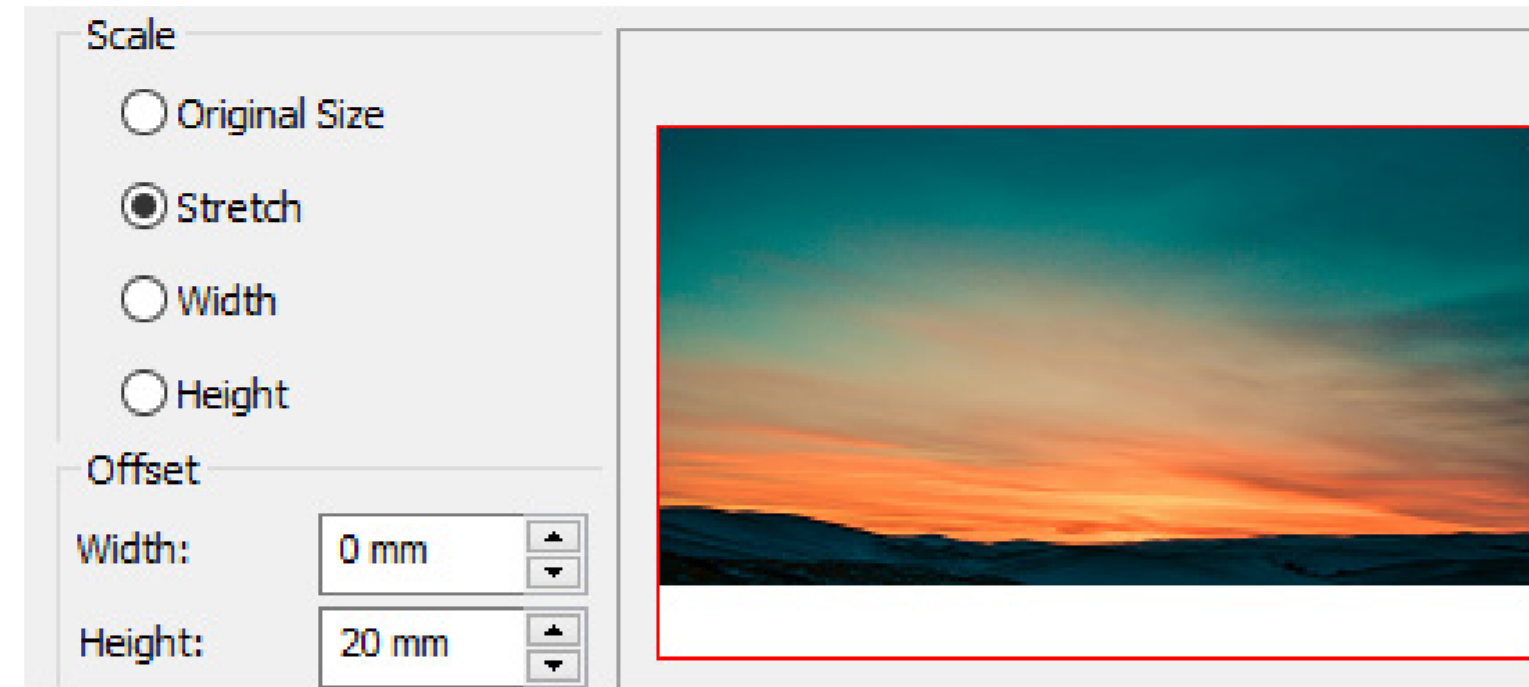 Scale
Original Size
Stretch
Width
Height
Offset
Width: 0 mm
Height: 20 mm